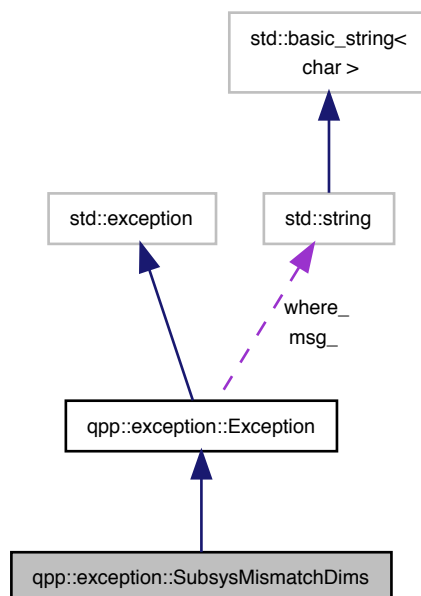 std::basic_string<
char >
std::exception
std::string
where_
msg_
qpp::exception::Exception
qpp::exception::SubsysMismatchDims